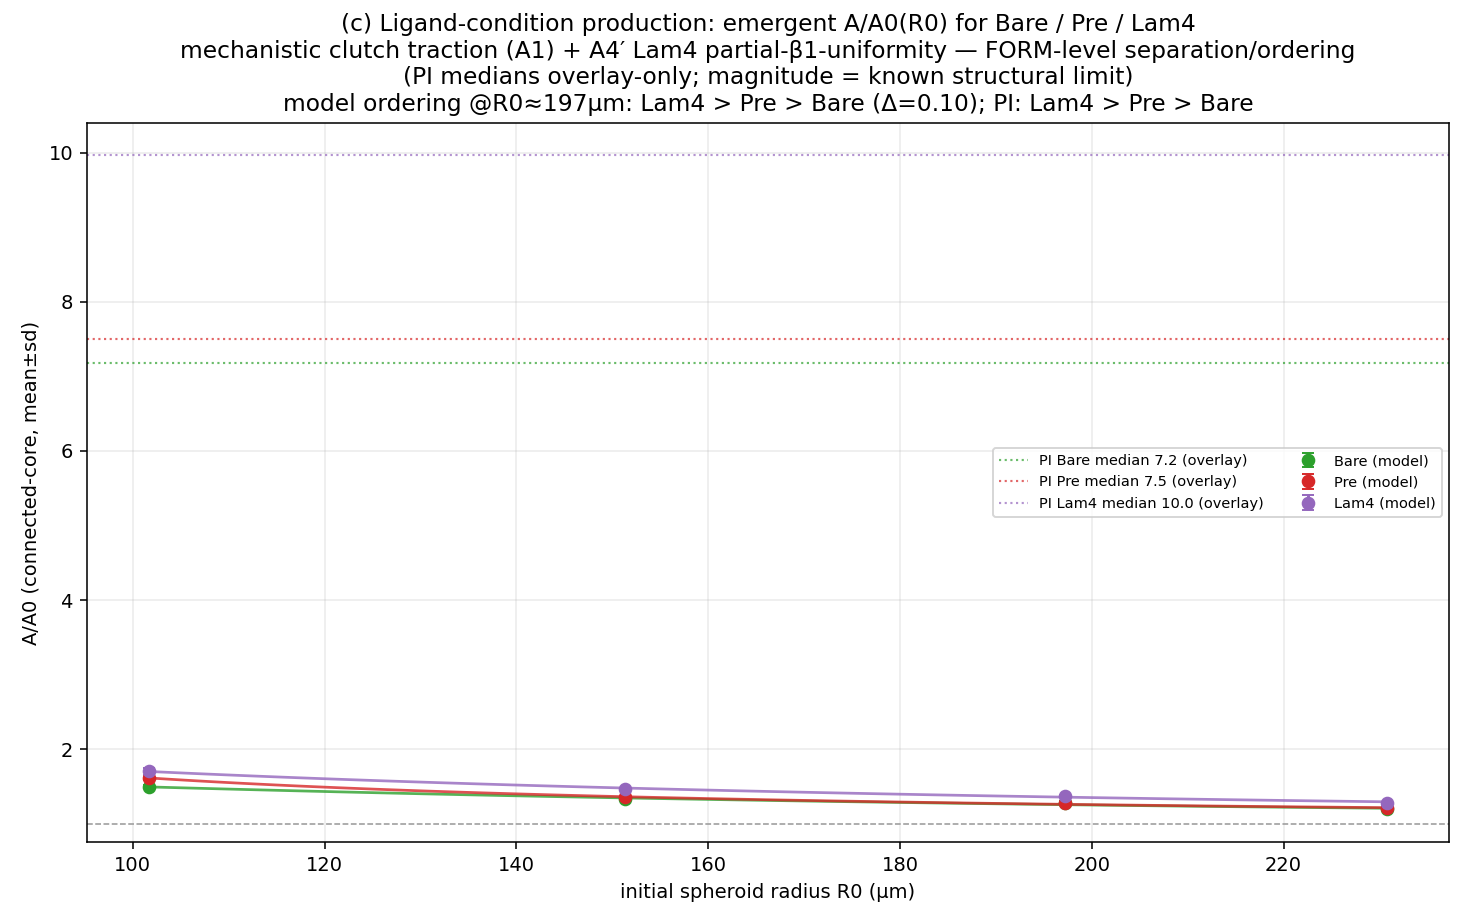 (c) Ligand-condition production: emergent A/A0(R0) for Bare / Pre / Lam4
mechanistic clutch traction (A1) + A4′ Lam4 partial-β1-uniformity — FORM-level separation/ordering
(PI medians overlay-only; magnitude = known structural limit)
model ordering @R0≈197μm: Lam4 > Pre > Bare (Δ=0.10); PI: Lam4 > Pre > Bare
A/A0 (connected-core, mean±sd)
10
8
6
4
2
PI Bare median 7.2 (overlay)
PI Pre median 7.5 (overlay)
PI Lam4 median 10.0 (overlay)
Bare (model)
Pre (model)
Lam4 (model)
100
120
140
160
180
200
220
initial spheroid radius R0 (μm)